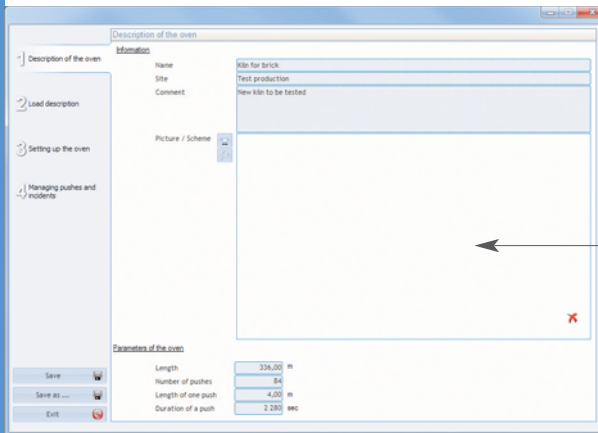 Description of the oven
1 Description of the oven
2 Load description
3 Setting up the oven
4 Managing pushes and
incidents
Information
Name Kiln for brick
Site Test production
Comment New kiln to be tested
Picture / Scheme
Parameters of the oven
Length 336,00 m
Number of pushes 84
Length of one push 4,00 m
Duration of a push 2 280 sec
Save
Save as ....
Exit